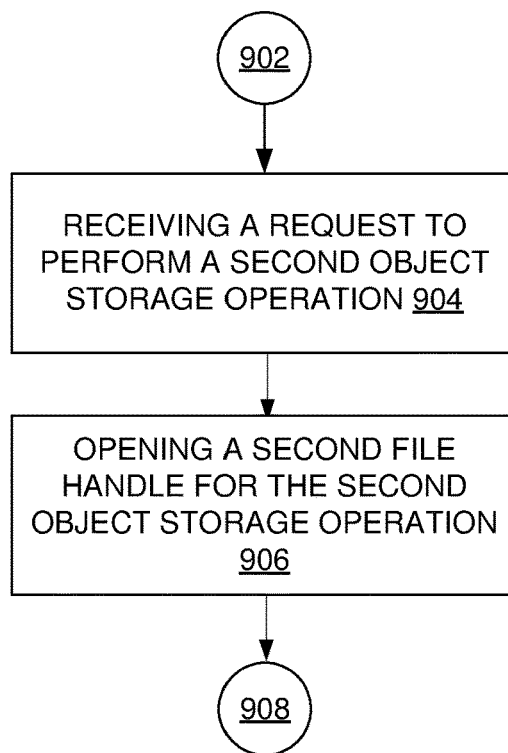 902
RECEIVING A REQUEST TO
PERFORM A SECOND OBJECT
STORAGE OPERATION 904
OPENING A SECOND FILE
HANDLE FOR THE SECOND
OBJECT STORAGE OPERATION
906
908